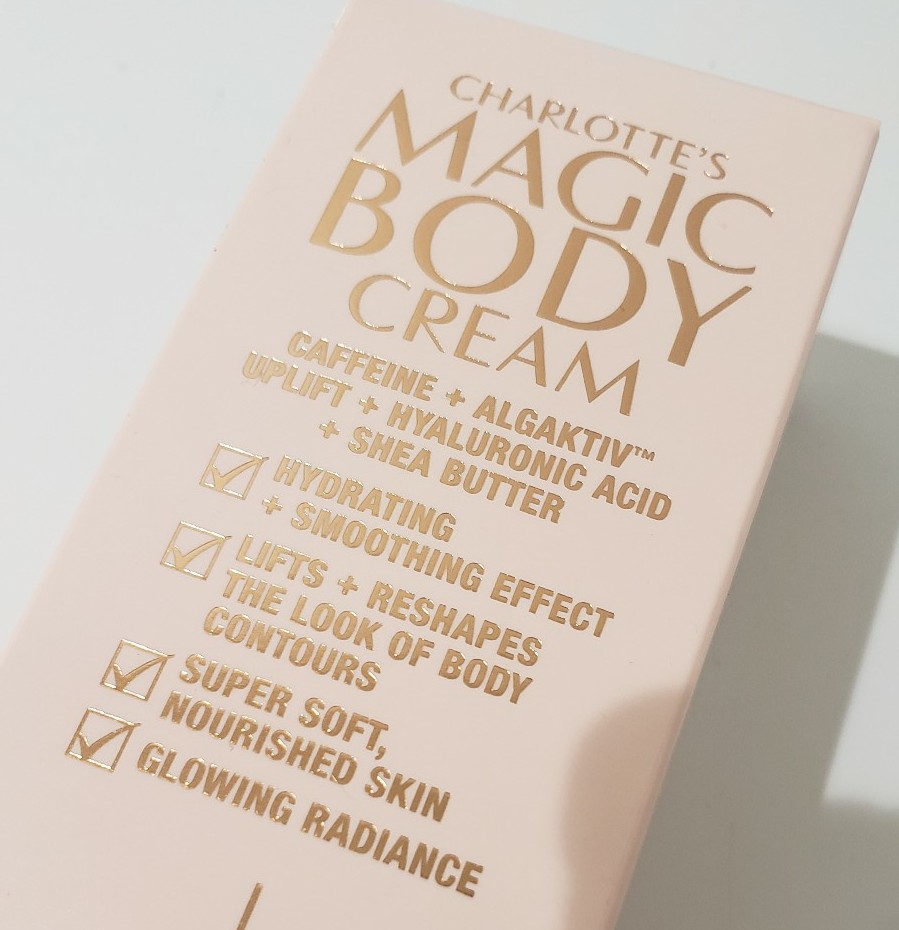 CHARLOTTE'S
MAGIC
BODY
CREAM
CAFFEINE + ALGAKTIV™
UPLIFT + HYALURONIC ACID
+ SHEA BUTTER
HYDRATING
+ SMOOTHING EFFECT
LIFTS + RESHAPES
THE LOOK OF BODY
CONTOURS
SUPER SOFT,
NOURISHED SKIN
GLOWING RADIANCE